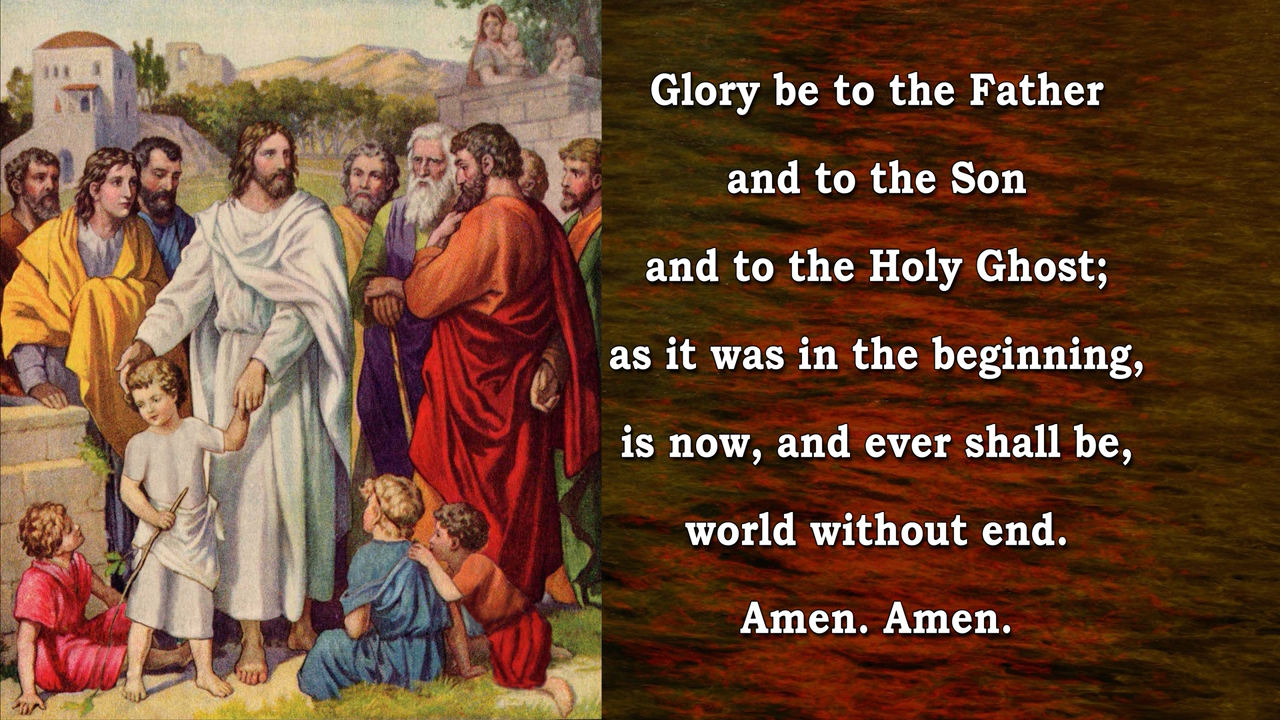 Glory be to the Father
and to the Son
and to the Holy Ghost;
as it was in the beginning,
is now, and ever shall be,
world without end.
Amen. Amen.